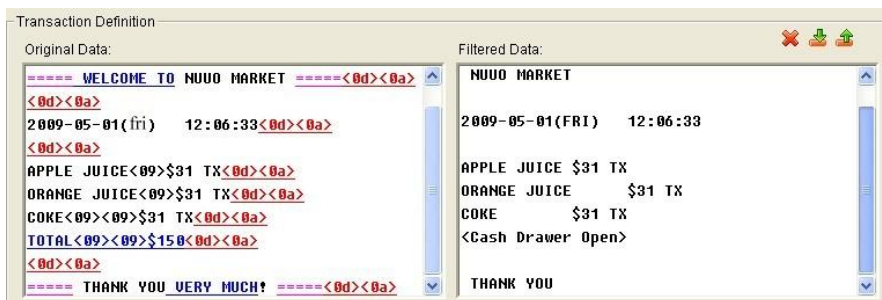 Transaction Definition
Original Data:
===== WELCOME TO NUUO MARKET =====<0d><0a>
<0d><0a>
2009-05-01(fri) 12:06:33<0d><0a>
<0d><0a>
APPLE JUICE<09>$31 TX<0d><0a>
ORANGE JUICE<09>$31 TX<0d><0a>
COKE<09><09>$31 TX<0d><0a>
TOTAL<09><09>$150<0d><0a>
<0d><0a>
===== THANK YOU VERY MUCH! =====<0d><0a>
Filtered Data:
NUUO MARKET
2009-05-01(FRI) 12:06:33
APPLE JUICE $31 TX
ORANGE JUICE $31 TX
COKE $31 TX
<Cash Drawer Open>
THANK YOU